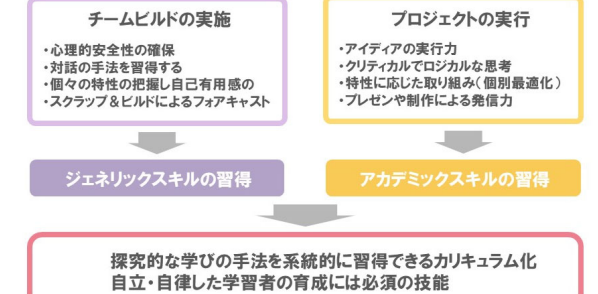 チームビルドの実施
・心理的安全性の確保
・対話の手法を習得する
・個々の特性の把握し自己有用感の
・スクラップ＆ビルドによるフォアキャスト
プロジェクトの実行
・アイディアの実行力
・クリティカルでロジカルな思考
・特性に応じた取り組み（個別最適化）
・プレゼンや制作による発信力
ジェネリックスキルの習得
アカデミックスキルの習得
探究的な学びの手法を系統的に習得できるカリキュラム化
自立・自律した学習者の育成には必須の技能